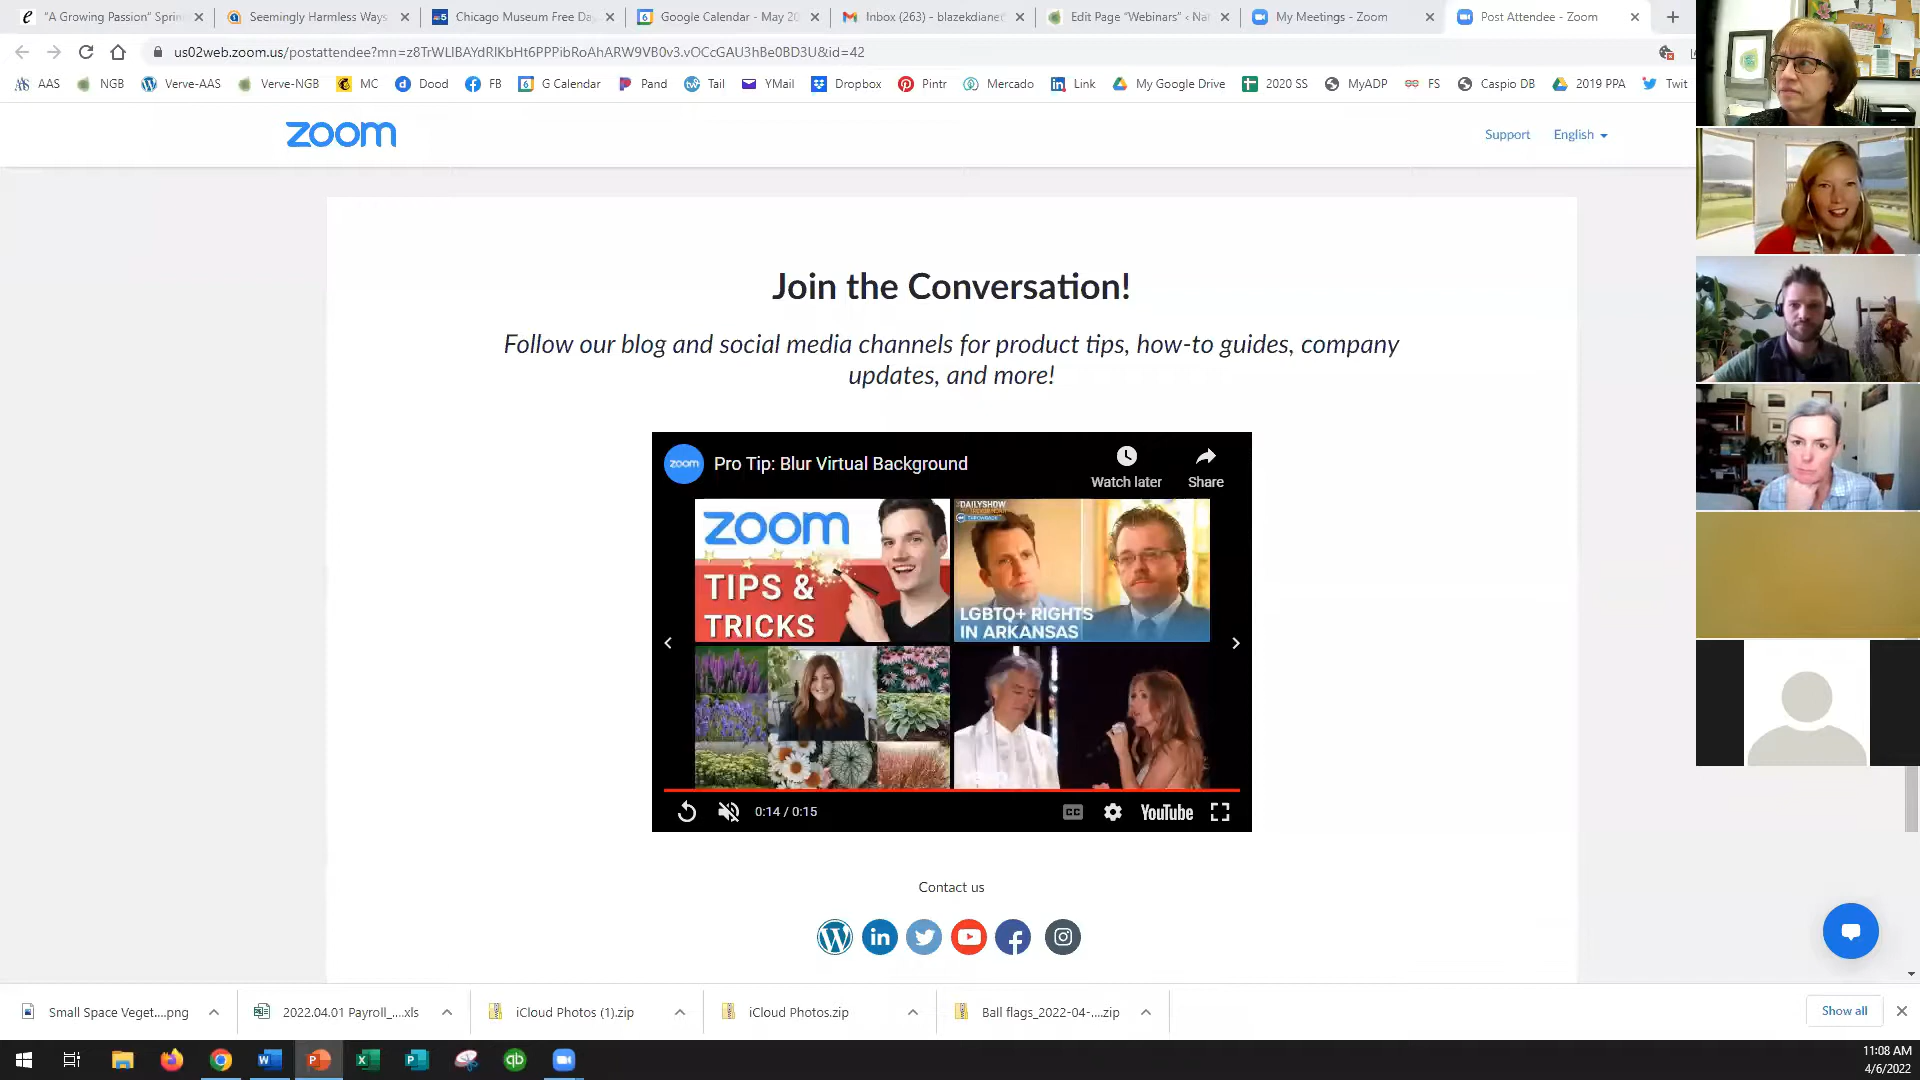 "A Growing Passion" Sprin
Seemingly Harmless Ways
Chicago Museum Free Da
Google Calendar - May 20
Inbox (263) - blazekdianet
Edit Page "Webinars" ‹ Na
My Meetings - Zoom
Post Attendee - Zoom
us02web.zoom.us/postattendee?mn=z8TrWLlBAYdRlKbHt6PPPibRoAhARW9VB0v3.vOCcGAU3hBe0BD3U&id=42
AAS
NGB
Verve-AAS
Verve-NGB
MC
Dood
FB
G Calendar
Pand
Tail
YMail
Dropbox
Pintr
Mercado
Link
My Google Drive
2020 SS
MyADP
FS
Caspio DB
2019 PPA
Twit
zoom
Support
English
Join the Conversation!
Follow our blog and social media channels for product tips, how-to guides, company
updates, and more!
zoom
Pro Tip: Blur Virtual Background
Watch later
Share
zoom
TIPS &
TRICKS
DAILYSHOW
THROWBACK
LGBTQ+ RIGHTS
IN ARKANSAS
0:14 / 0:15
CC
YouTube
Contact us
Small Space Veget....png
2022.04.01 Payroll_....xls
iCloud Photos (1).zip
iCloud Photos.zip
Ball flags_2022-04-....zip
Show all
11:08 AM
4/6/2022